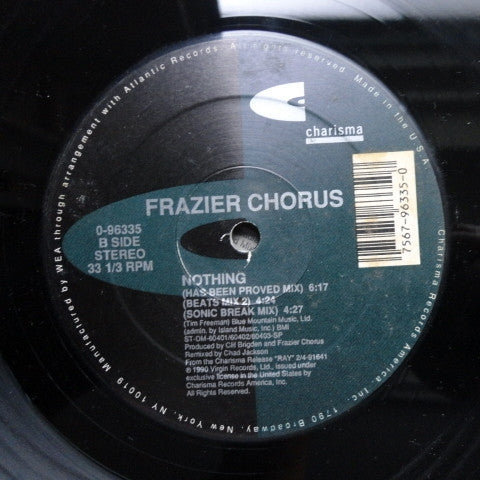 Manufactured by WEA through arrangement with Atlantic Records. All rights reserved. Made in the U.S.A.
charisma
FRAZIER CHORUS
7567-96335-0
0-96335
B SIDE
STEREO
33 1/3 RPM
NOTHING
(HAS BEEN PROVED MIX) 6:17
(BEATS MIX 2) 4:24
(SONIC BREAK MIX) 4:27
(Tim Freeman) Blue Mountain Music, Ltd.
(admin. by Island Music, Inc.) BMI
ST-DM-60401/60402/60403-SP
Produced by Clif Brigden and Frazier Chorus
Remixed by Chad Jackson
From the Charisma Release "RAY" 2/4-91641
℗ 1990 Virgin Records, Ltd., issued under
exclusive license in the United States by
Charisma Records America, Inc.
All Rights Reserved.
Charisma Records America, Inc., 1790 Broadway, New York, NY 10019